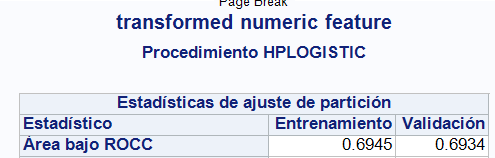 Page Break
transformed numeric feature
Procedimiento HPLOGISTIC
Estadísticas de ajuste de partición
Estadístico Entrenamiento Validación
Área bajo ROCC 0.6945 0.6934